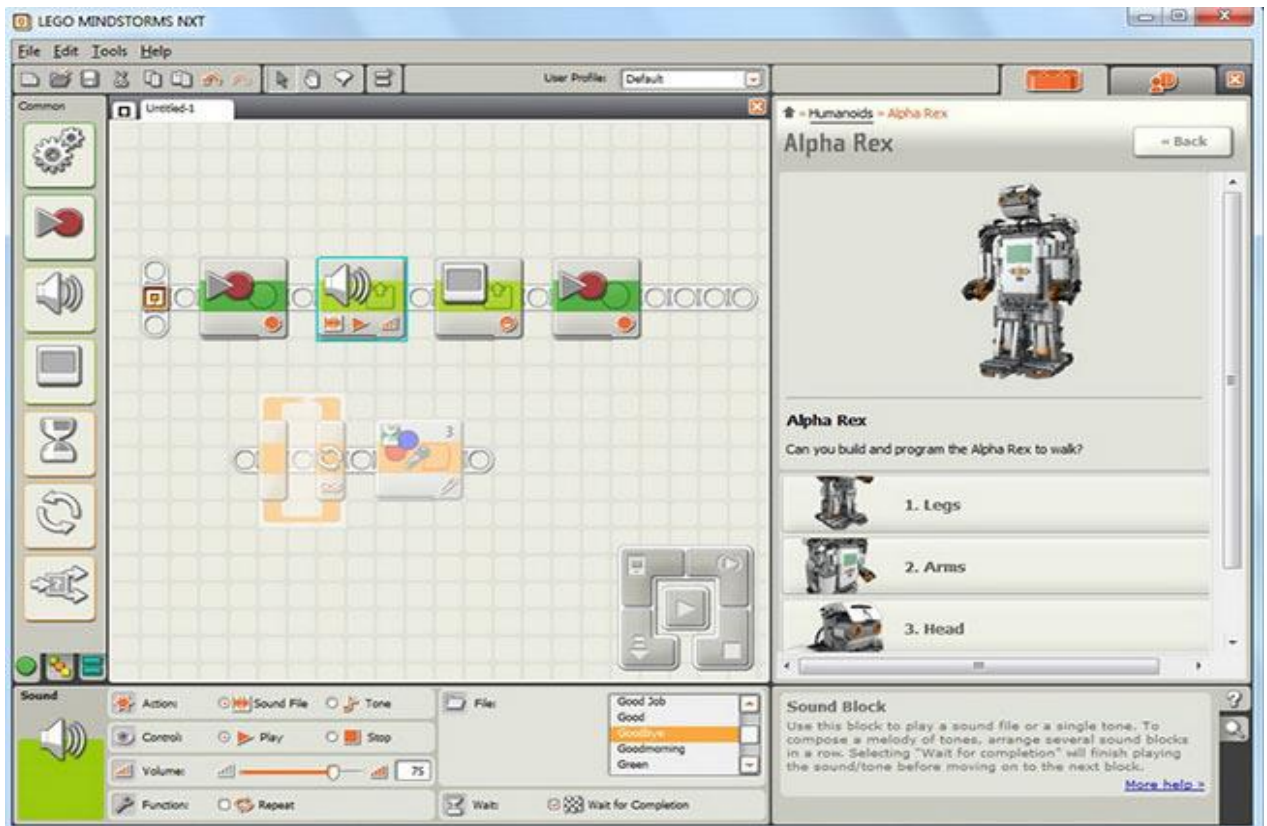 LEGO MINDSTORMS NXT
File Edit Tools Help
User Profile: Default
Common
Untitled-1
» Humanoids » Alpha Rex
Alpha Rex
« Back
3
Alpha Rex
Can you build and program the Alpha Rex to walk?
1. Legs
2. Arms
3. Head
Sound
Action: Sound File Tone
Control: Play Stop
Volume: 75
Function: Repeat
File:
Good Job
Good
Goodbye
Goodmorning
Green
Wait: Wait for Completion
Sound Block
Use this block to play a sound file or a single tone. To
compose a melody of tones, arrange several sound blocks
in a row. Selecting "Wait for completion" will finish playing
the sound/tone before moving on to the next block.
More help »
?